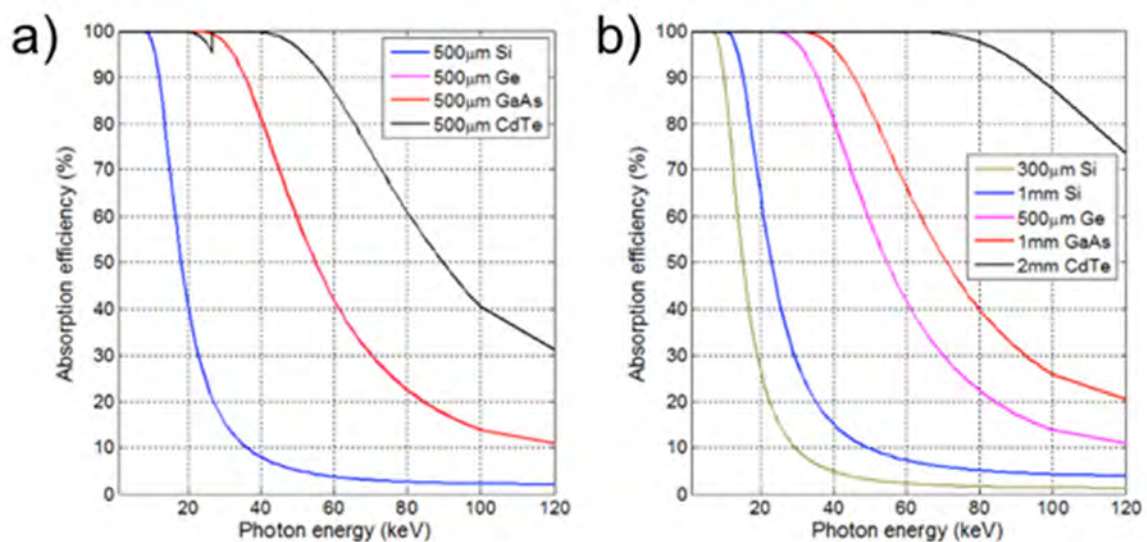 a)
100
90
80
70
60
50
40
30
20
10
0
Absorption efficiency (%)
500μm Si
500μm Ge
500μm GaAs
500μm CdTe
20 40 60 80 100 120
Photon energy (keV)
b)
100
90
80
70
60
50
40
30
20
10
0
Absorption efficiency (%)
300μm Si
1mm Si
500μm Ge
1mm GaAs
2mm CdTe
20 40 60 80 100 120
Photon energy (keV)